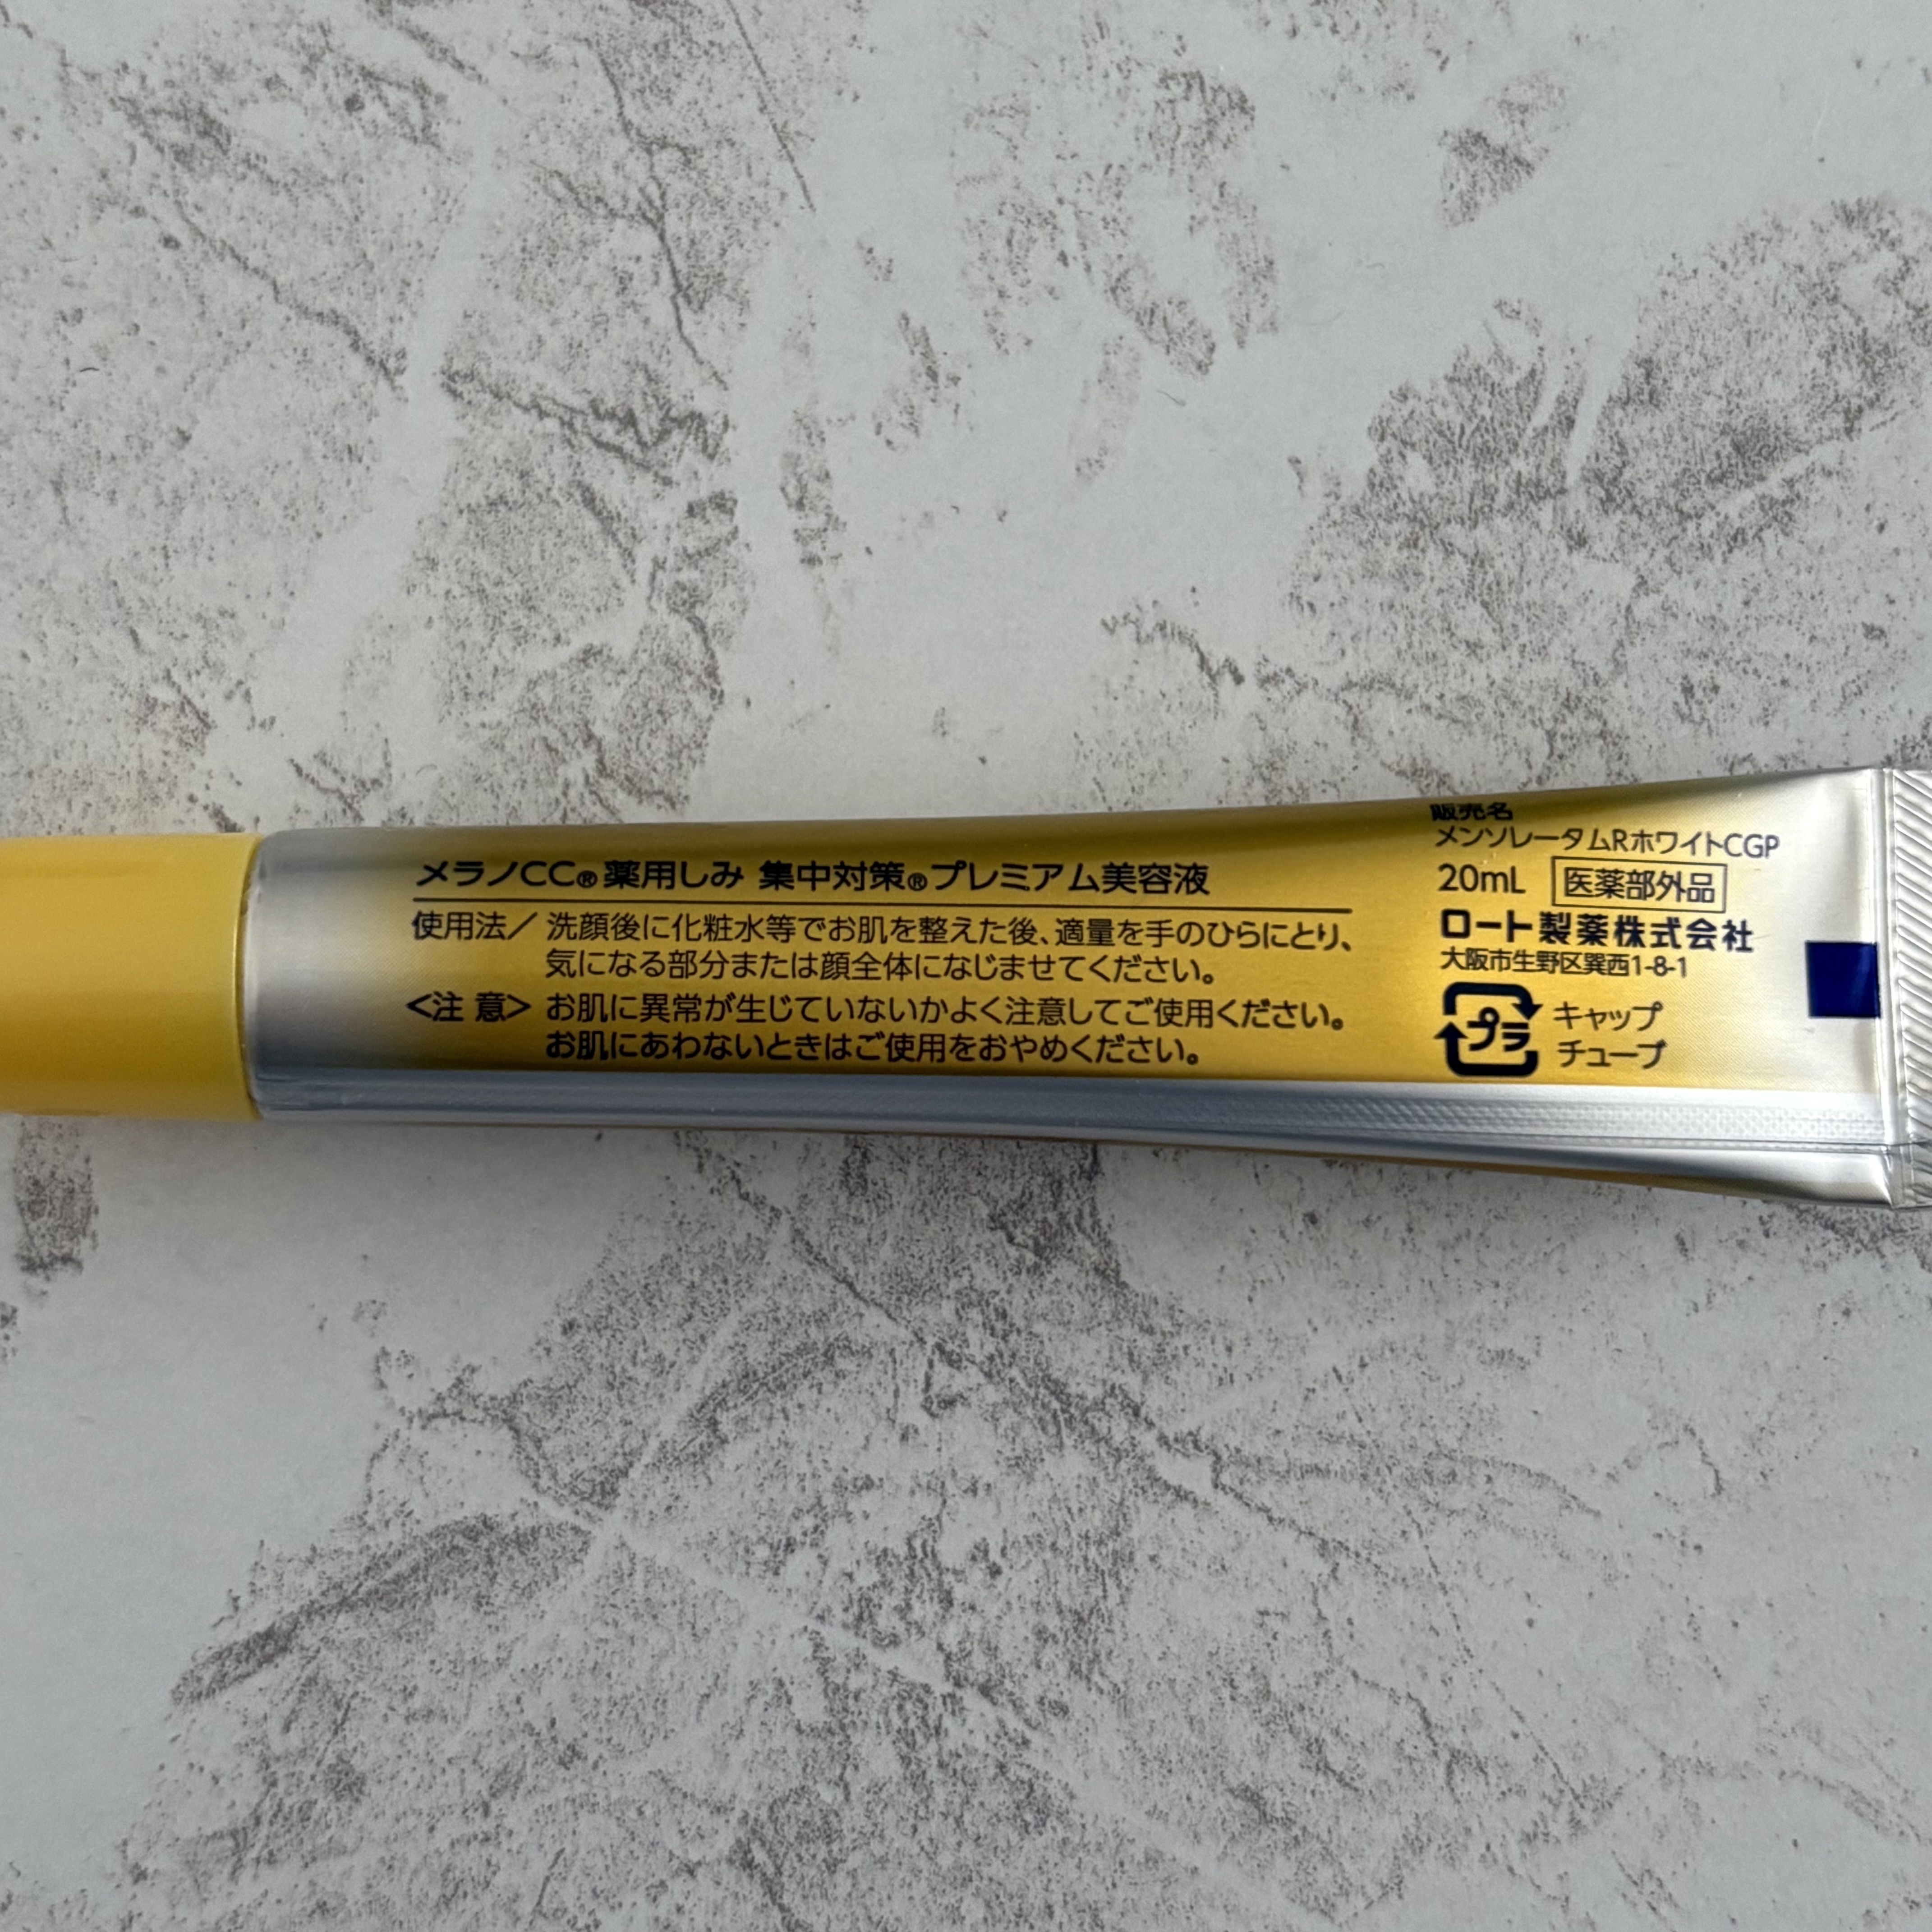 メラノCC®薬用しみ 集中対策®プレミアム美容液
使用法／洗顔後に化粧水等でお肌を整えた後、適量を手のひらにとり、
気になる部分または顔全体になじませてください。
<注 意> お肌に異常が生じていないかよく注意してご使用ください。
お肌にあわないときはご使用をおやめください。
販売名
メンソレータムRホワイトCGP
20mL 医薬部外品
ロート製薬株式会社
大阪市生野区巽西1-8-1
プラ
キャップ
チューブ